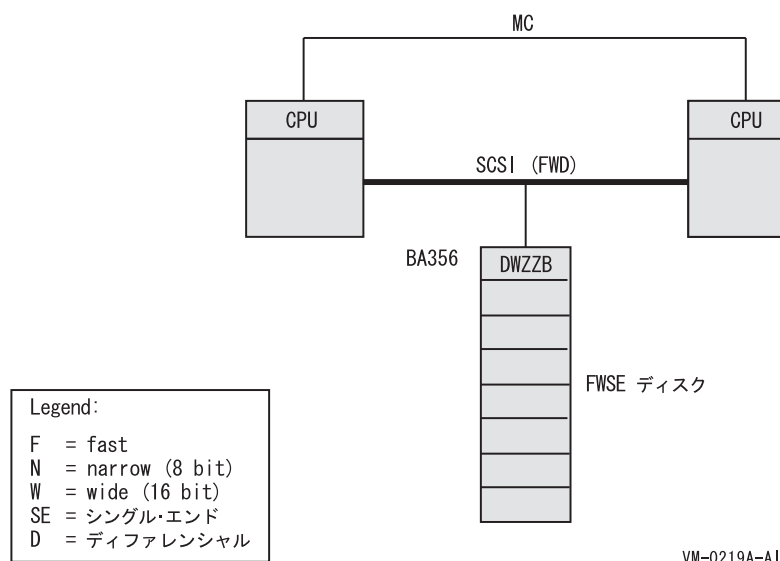 MC
CPU
CPU
SCSI (FWD)
BA356
DWZZB
FWSE ディスク
Legend:
F = fast
N = narrow (8 bit)
W = wide (16 bit)
SE = シングル・エンド
D = ディファレンシャル
VM-0219A-AI